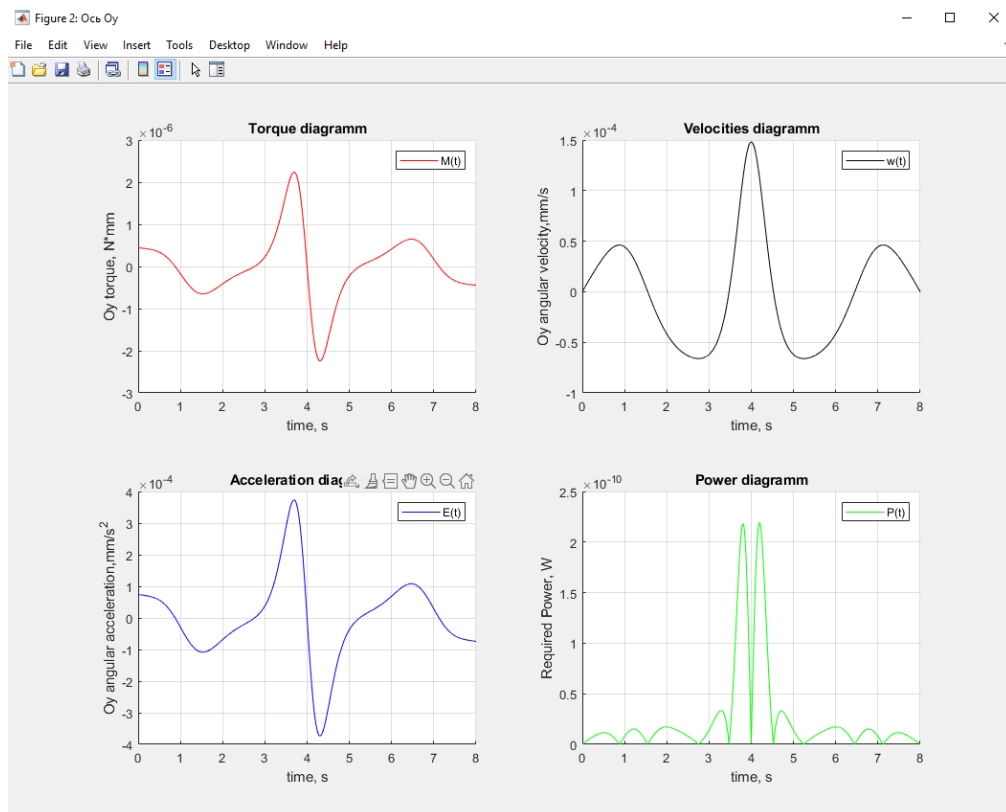 Figure 2: Ось Oy
File Edit View Insert Tools Desktop Window Help
Torque diagramm
×10^-6
M(t)
3
2
1
0
-1
-2
-3
Oy torque, N*mm
0 1 2 3 4 5 6 7 8
time, s
Velocities diagramm
×10^-4
w(t)
1.5
1
0.5
0
-0.5
-1
Oy angular velocity,mm/s
0 1 2 3 4 5 6 7 8
time, s
Acceleration
×10^-4
E(t)
4
3
2
1
0
-1
-2
-3
-4
Oy angular acceleration,mm/s²
0 1 2 3 4 5 6 7 8
time, s
Power diagramm
×10^-10
P(t)
2.5
2
1.5
1
0.5
0
Required Power, W
0 1 2 3 4 5 6 7 8
time, s